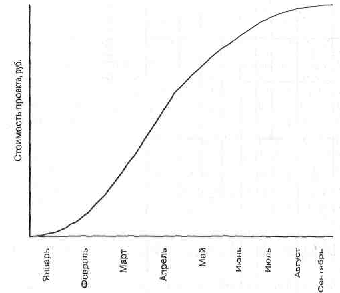 Стоимость проекта, руб.
Январь
Февраль
Март
Апрель
Май
Июнь
Июль
Август
Сентябрь